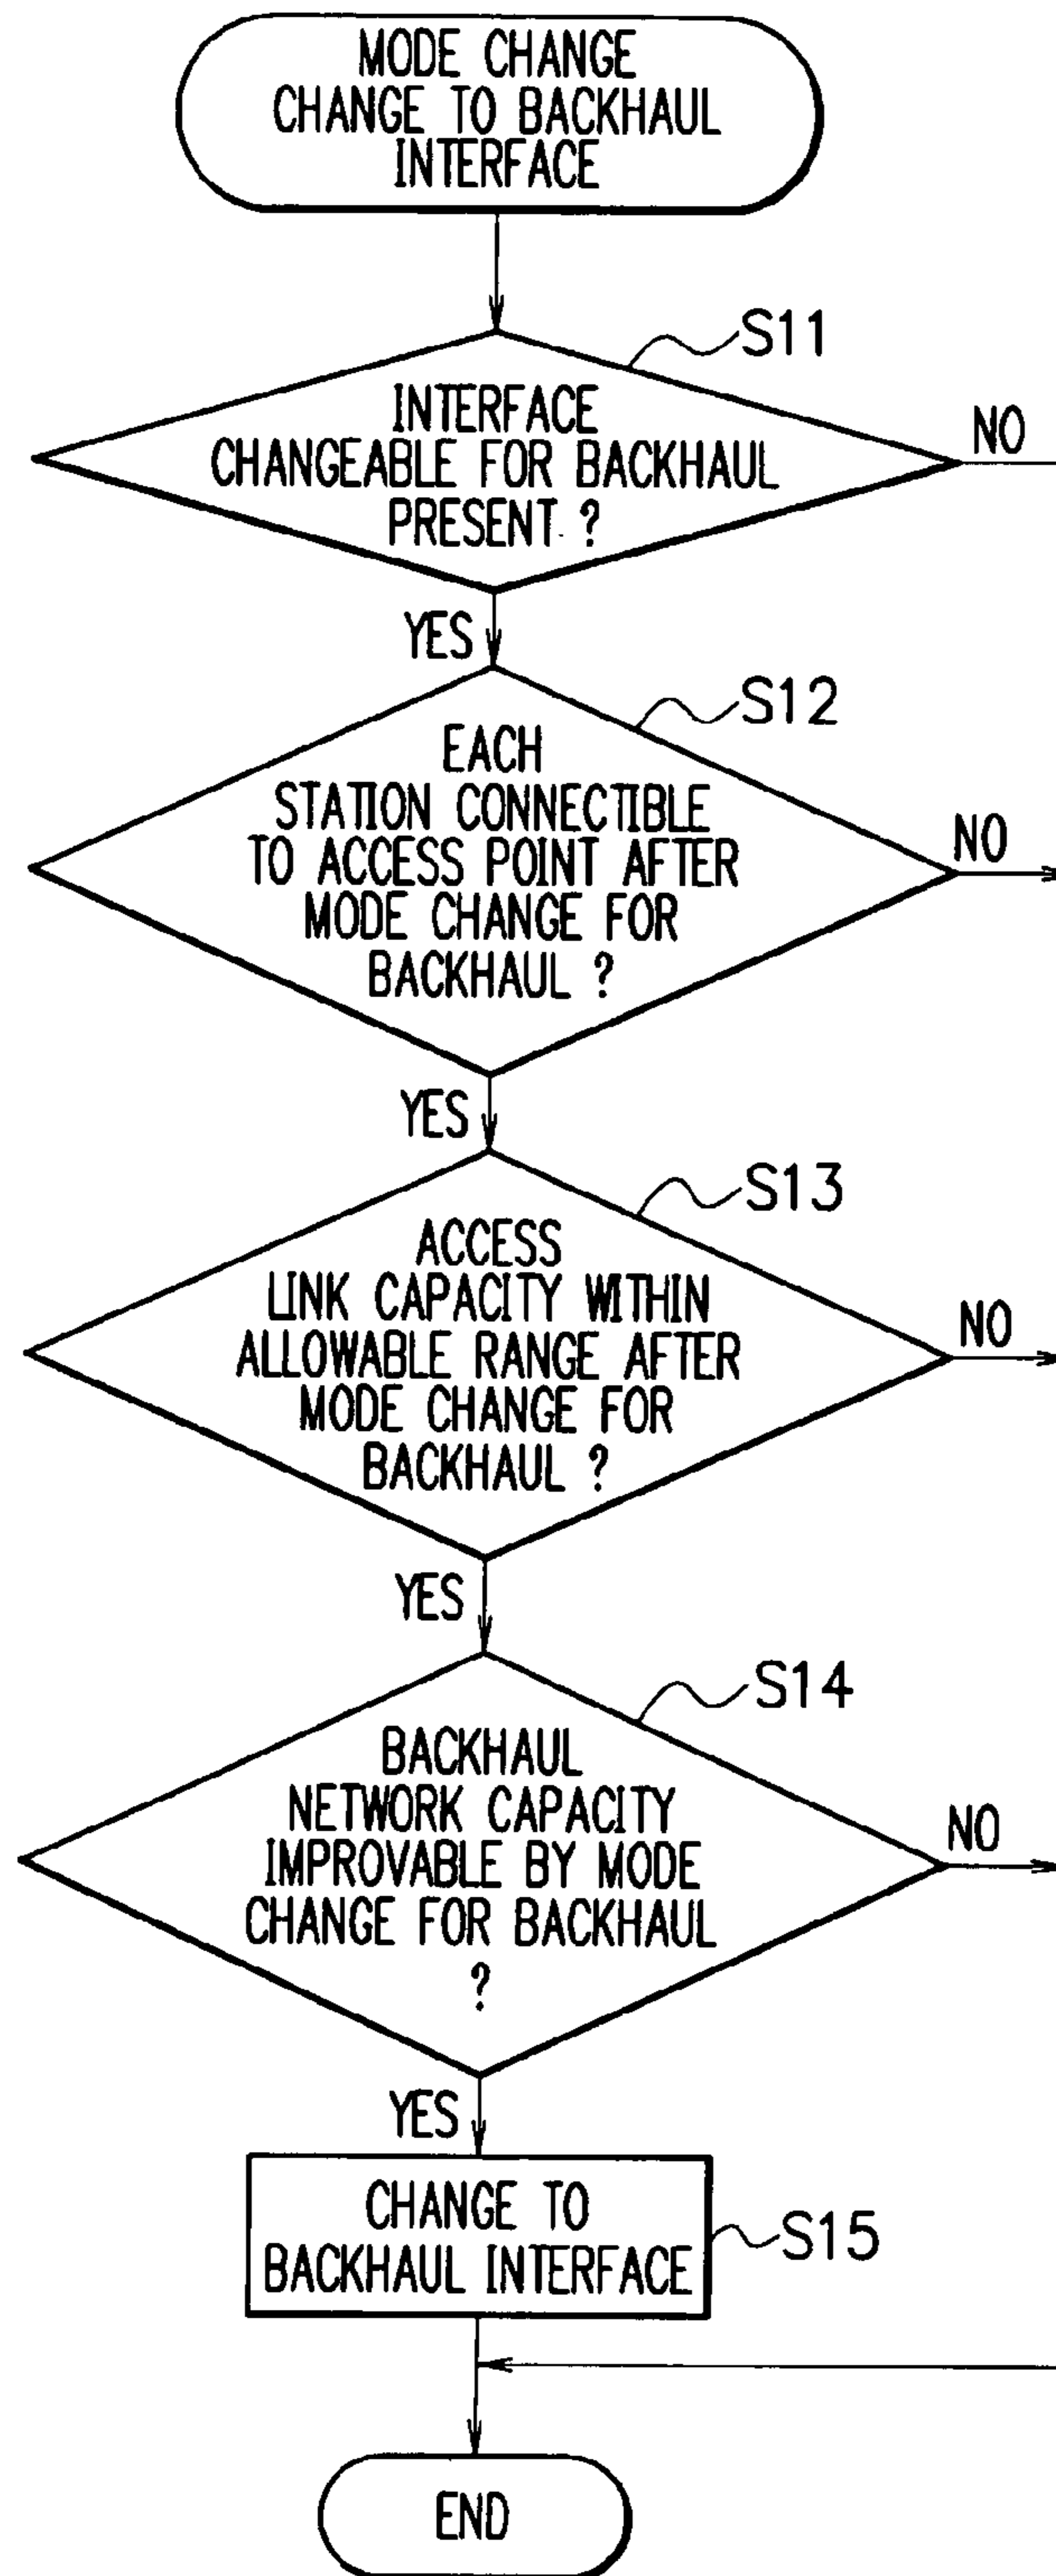 MODE CHANGE
CHANGE TO BACKHAUL
INTERFACE
S11
INTERFACE
CHANGEABLE FOR BACKHAUL
PRESENT ?
NO
YES
S12
EACH
STATION CONNECTIBLE
TO ACCESS POINT AFTER
MODE CHANGE FOR
BACKHAUL ?
NO
YES
S13
ACCESS
LINK CAPACITY WITHIN
ALLOWABLE RANGE AFTER
MODE CHANGE FOR
BACKHAUL ?
NO
YES
S14
BACKHAUL
NETWORK CAPACITY
IMPROVABLE BY MODE
CHANGE FOR BACKHAUL
?
NO
YES
CHANGE TO
BACKHAUL INTERFACE
S15
END